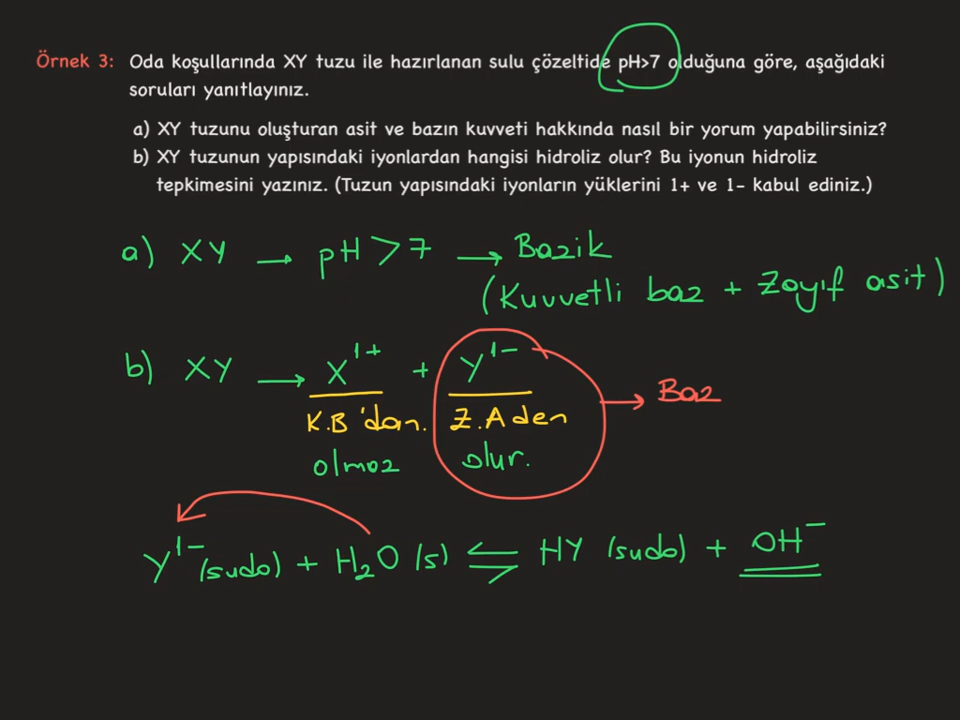 Örnek 3: Oda koşullarında XY tuzu ile hazırlanan sulu çözeltide pH>7 olduğuna göre, aşağıdaki
soruları yanıtlayınız.
a) XY tuzunu oluşturan asit ve bazın kuvveti hakkında nasıl bir yorum yapabilirsiniz?
b) XY tuzunun yapısındaki iyonlardan hangisi hidroliz olur? Bu iyonun hidroliz
tepkimesini yazınız. (Tuzun yapısındaki iyonların yüklerini 1+ ve 1- kabul ediniz.)
a) XY → pH > 7 → Bazik
(Kuvvetli baz + Zayıf asit)
b) XY → X¹⁺ + Y¹⁻ → Baz
K.B'dan. Z.A den
olmaz olur.
Y¹⁻(suda) + H₂O (s) ⇌ HY (suda) + OH⁻